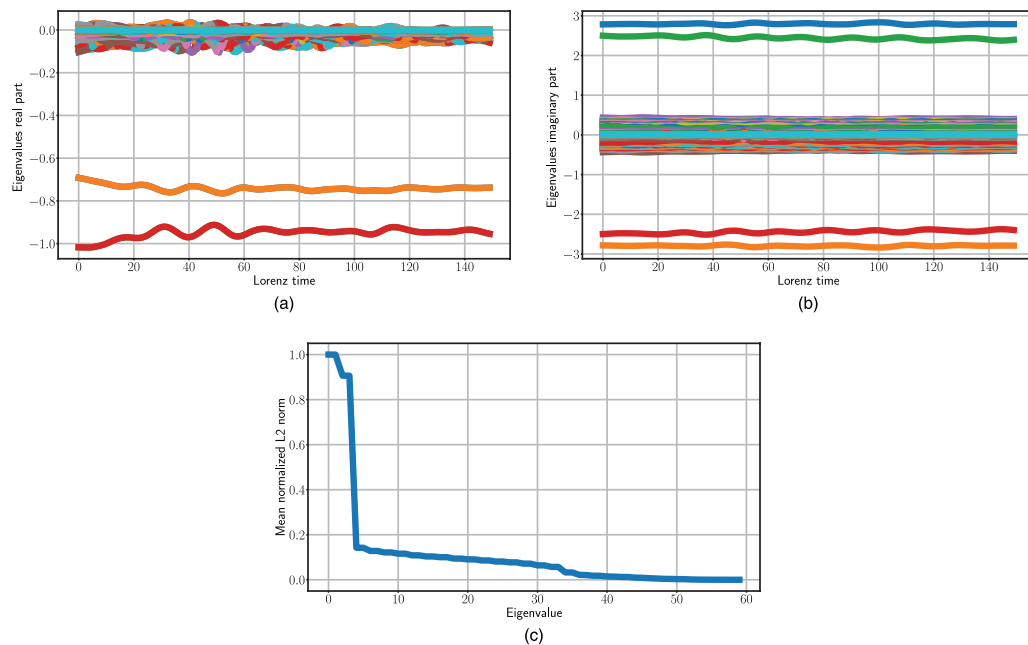 0.0
−0.2
−0.4
−0.6
−0.8
−1.0
Eigenvalues real part
0 20 40 60 80 100 120 140
Lorenz time
(a)
3
2
1
0
−1
−2
−3
Eigenvalues imaginary part
0 20 40 60 80 100 120 140
Lorenz time
(b)
1.0
0.8
0.6
0.4
0.2
0.0
Mean normalized L2 norm
0 10 20 30 40 50 60
Eigenvalue
(c)